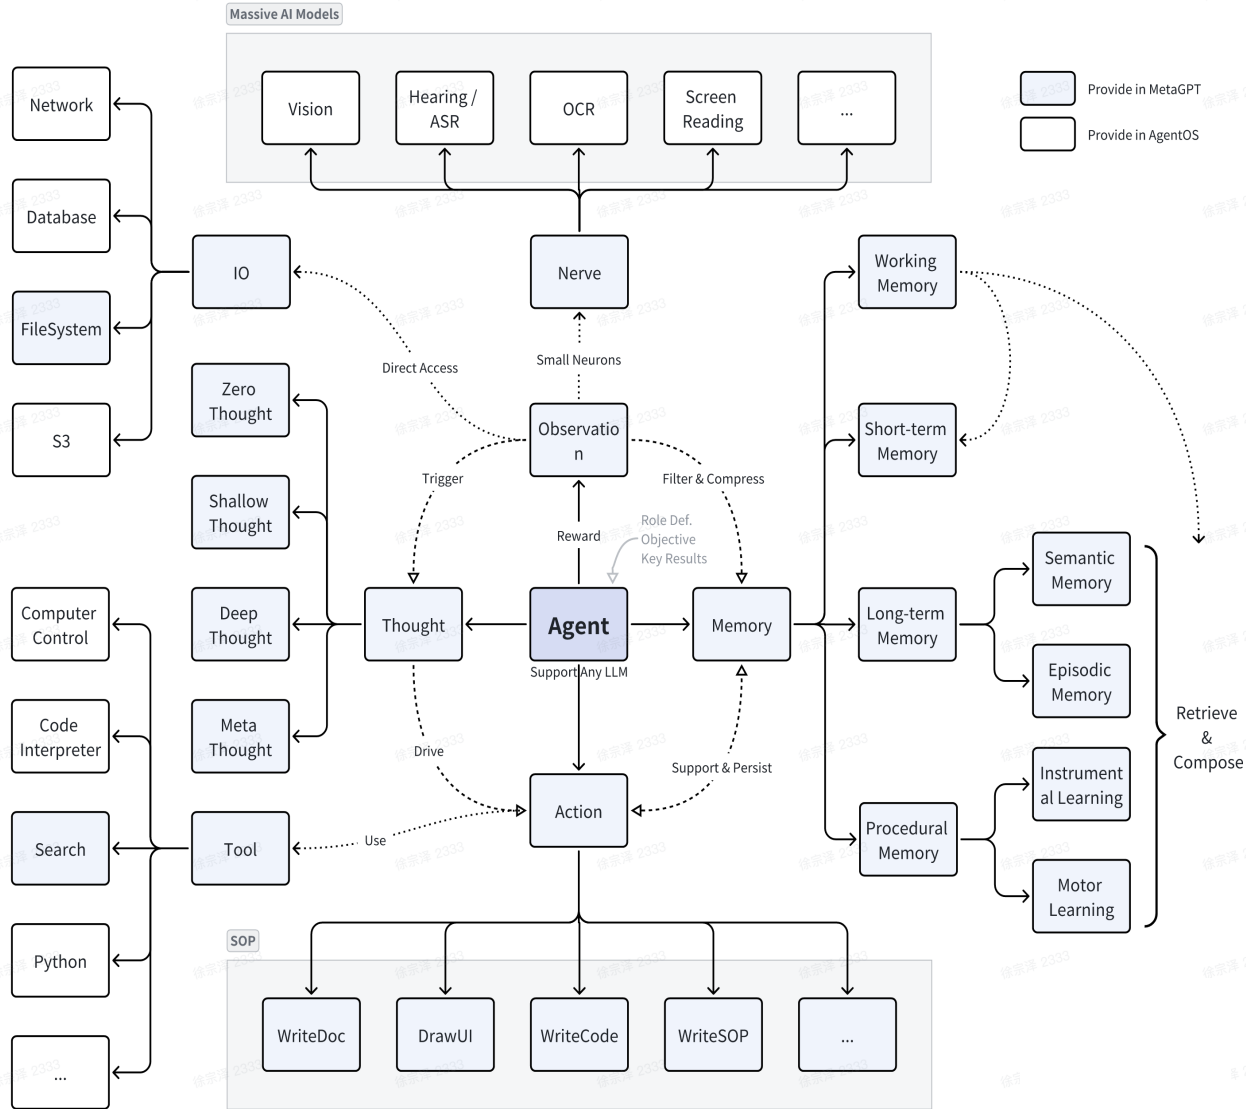 Massive AI Models
Network
Vision
Hearing /
ASR
OCR
Screen
Reading
...
Provide in MetaGPT
Provide in AgentOS
Database
IO
Nerve
Working
Memory
FileSystem
Direct Access
Small Neurons
Zero
Thought
S3
Observatio
n
Short-term
Memory
Trigger
Filter & Compress
Shallow
Thought
Reward
Role Def.
Objective
Key Results
Semantic
Memory
Computer
Control
Deep
Thought
Thought
Agent
Support Any LLM
Memory
Long-term
Memory
Episodic
Memory
Code
Interpreter
Meta
Thought
Drive
Support & Persist
Retrieve
&
Compose
Instrument
al Learning
Action
Search
Tool
Use
Procedural
Memory
Motor
Learning
SOP
Python
WriteDoc
DrawUI
WriteCode
WriteSOP
...
...
徐宗泽 2333